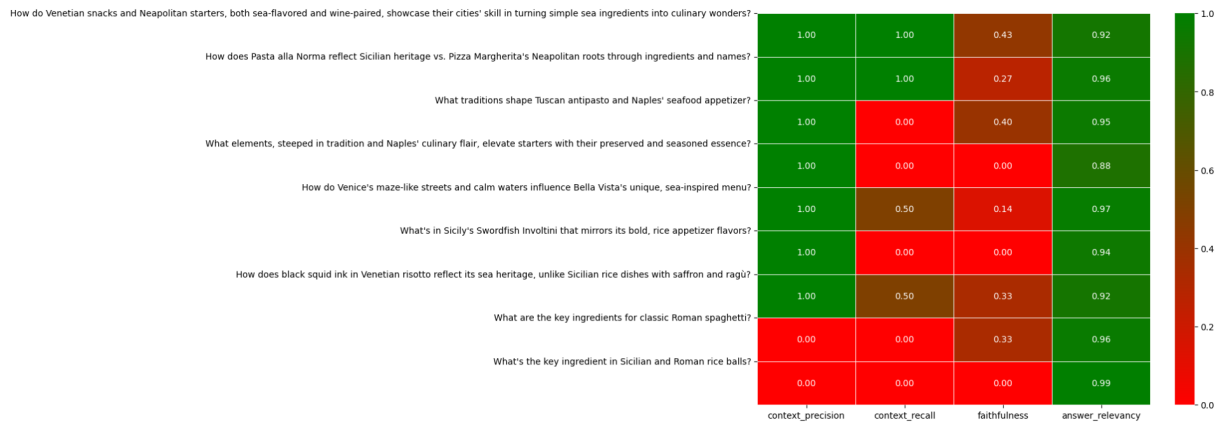 How do Venetian snacks and Neapolitan starters, both sea-flavored and wine-paired, showcase their cities' skill in turning simple sea ingredients into culinary wonders?
1.00 1.00 0.43 0.92
How does Pasta alla Norma reflect Sicilian heritage vs. Pizza Margherita's Neapolitan roots through ingredients and names?
1.00 1.00 0.27 0.96
What traditions shape Tuscan antipasto and Naples' seafood appetizer?
1.00 0.00 0.40 0.95
What elements, steeped in tradition and Naples' culinary flair, elevate starters with their preserved and seasoned essence?
1.00 0.00 0.00 0.88
How do Venice's maze-like streets and calm waters influence Bella Vista's unique, sea-inspired menu?
1.00 0.50 0.14 0.97
What's in Sicily's Swordfish Involtini that mirrors its bold, rice appetizer flavors?
1.00 0.00 0.00 0.94
How does black squid ink in Venetian risotto reflect its sea heritage, unlike Sicilian rice dishes with saffron and ragù?
1.00 0.50 0.33 0.92
What are the key ingredients for classic Roman spaghetti?
0.00 0.00 0.33 0.96
What's the key ingredient in Sicilian and Roman rice balls?
0.00 0.00 0.00 0.99
context_precision context_recall faithfulness answer_relevancy
1.0
0.8
0.6
0.4
0.2
0.0